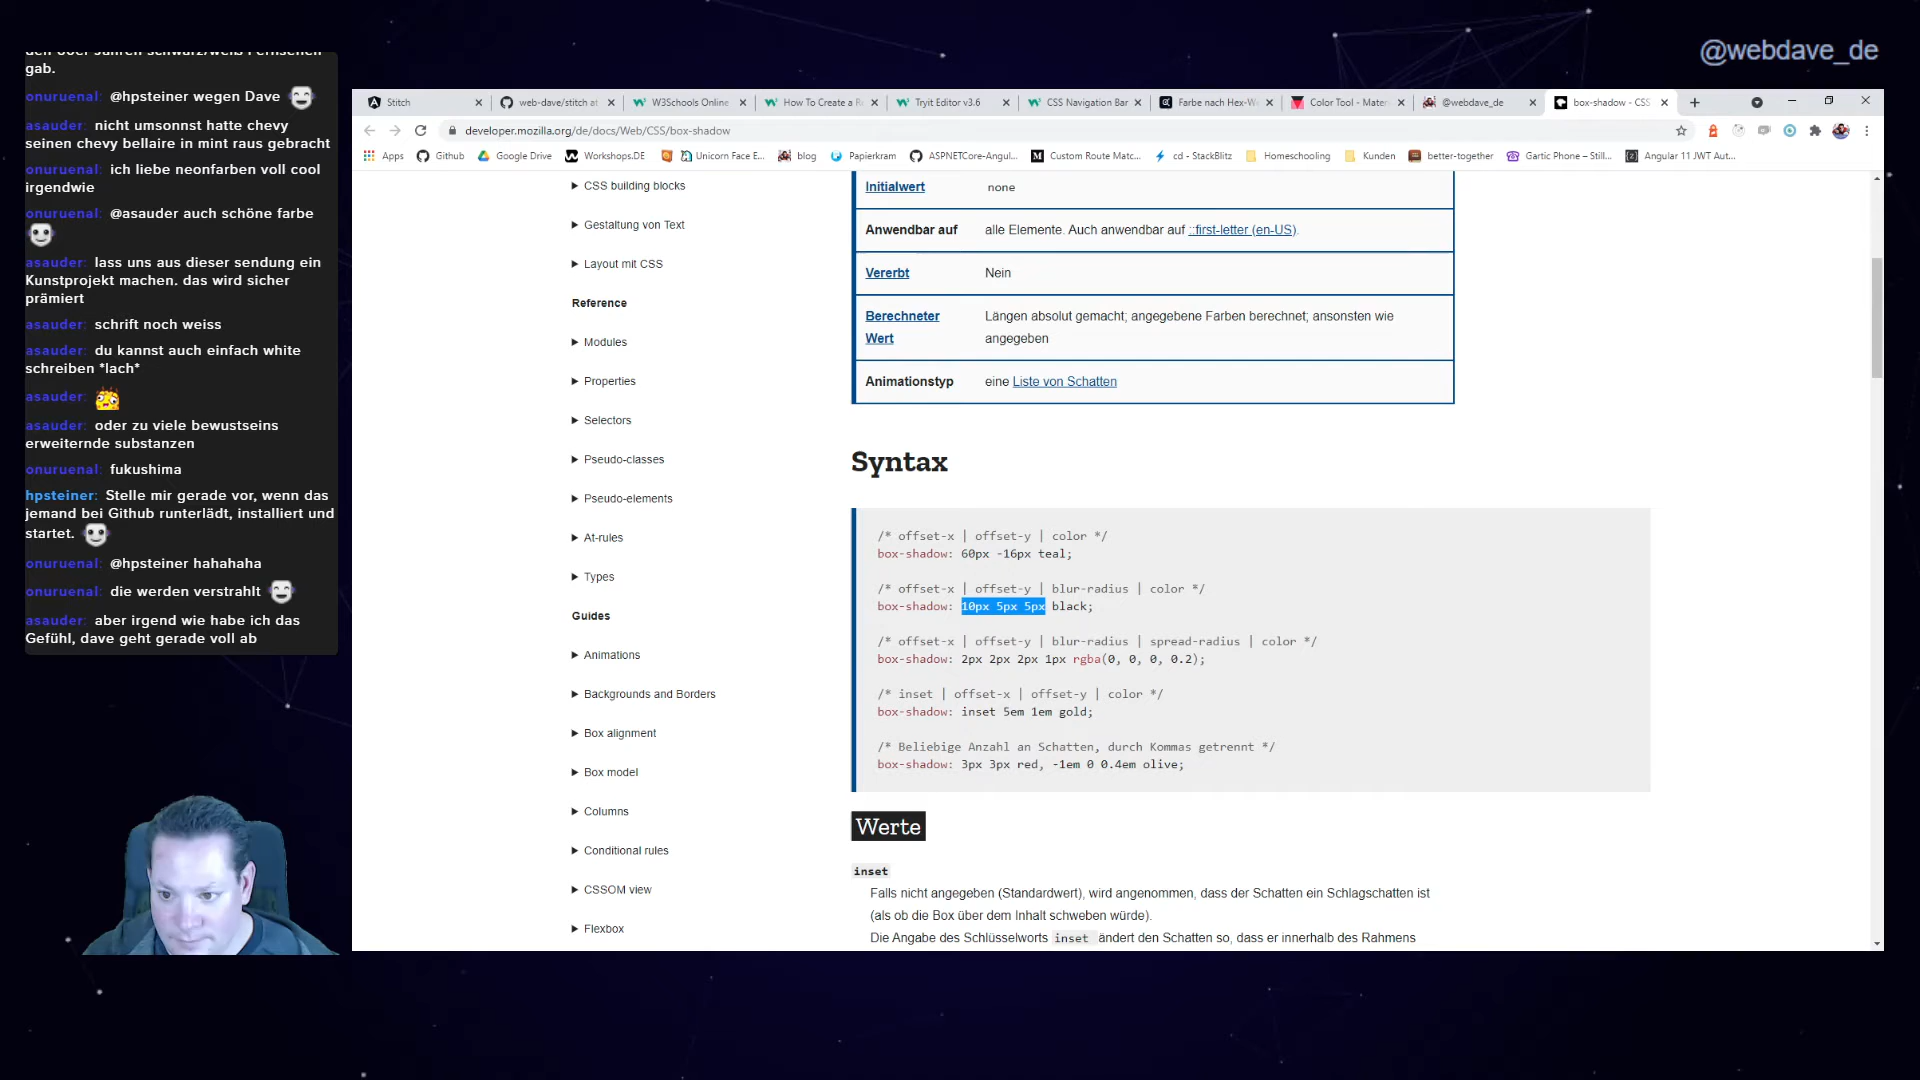 @webdave_de
gab.
onuruenal: @hpsteiner wegen Dave
asauder: nicht umsonnst hatte chevy
seinen chevy bellaire in mint raus gebracht
onuruenal: ich liebe neonfarben voll cool
irgendwie
onuruenal: @asauder auch schöne farbe
asauder: lass uns aus dieser sendung ein
Kunstprojekt machen. das wird sicher
prämiert
asauder: schrift noch weiss
asauder: du kannst auch einfach white
schreiben *lach*
asauder:
asauder: oder zu viele bewustseins
erweiternde substanzen
onuruenal: fukushima
hpsteiner: Stelle mir gerade vor, wenn das
jemand bei Github runterlädt, installiert und
startet.
onuruenal: @hpsteiner hahahaha
onuruenal: die werden verstrahlt
asauder: aber irgend wie habe ich das
Gefühl, dave geht gerade voll ab
Stitch
web-dave/stitch at
W3Schools Online
How To Create a R
Tryit Editor v3.6
CSS Navigation Bar
Farbe nach Hex-W
Color Tool - Mater
@webdave_de
box-shadow - CSS
developer.mozilla.org/de/docs/Web/CSS/box-shadow
Apps
Github
Google Drive
Workshops.DE
Unicorn Face E...
blog
Papierkram
ASPNETCore-Angul...
Custom Route Matc...
cd - StackBlitz
Homeschooling
Kunden
better-together
Gartic Phone – Still...
Angular 11 JWT Aut...
CSS building blocks
Gestaltung von Text
Layout mit CSS
Reference
Modules
Properties
Selectors
Pseudo-classes
Pseudo-elements
At-rules
Types
Guides
Animations
Backgrounds and Borders
Box alignment
Box model
Columns
Conditional rules
CSSOM view
Flexbox
Initialwert none
Anwendbar auf alle Elemente. Auch anwendbar auf ::first-letter (en-US).
Vererbt Nein
Berechneter Längen absolut gemacht; angegebene Farben berechnet; ansonsten wie
Wert angegeben
Animationstyp eine Liste von Schatten
Syntax
/* offset-x | offset-y | color */
box-shadow: 60px -16px teal;
/* offset-x | offset-y | blur-radius | color */
box-shadow: 10px 5px 5px black;
/* offset-x | offset-y | blur-radius | spread-radius | color */
box-shadow: 2px 2px 2px 1px rgba(0, 0, 0, 0.2);
/* inset | offset-x | offset-y | color */
box-shadow: inset 5em 1em gold;
/* Beliebige Anzahl an Schatten, durch Kommas getrennt */
box-shadow: 3px 3px red, -1em 0 0.4em olive;
Werte
inset
Falls nicht angegeben (Standardwert), wird angenommen, dass der Schatten ein Schlagschatten ist
(als ob die Box über dem Inhalt schweben würde).
Die Angabe des Schlüsselworts inset ändert den Schatten so, dass er innerhalb des Rahmens